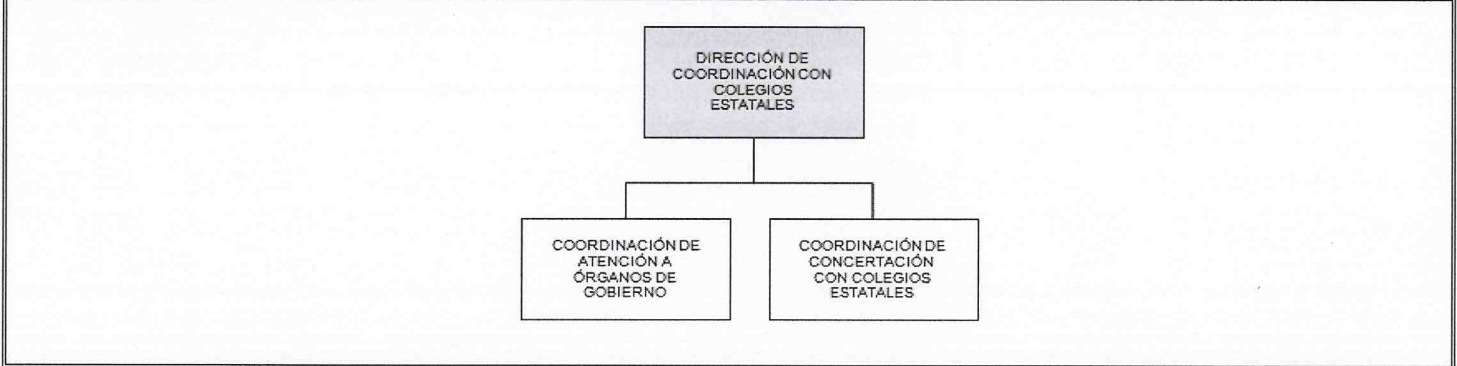 DIRECCIÓN DE
COORDINACIÓN CON
COLEGIOS
ESTATALES
COORDINACIÓN DE
ATENCIÓN A
ÓRGANOS DE
GOBIERNO
COORDINACIÓN DE
CONCERTACIÓN
CON COLEGIOS
ESTATALES